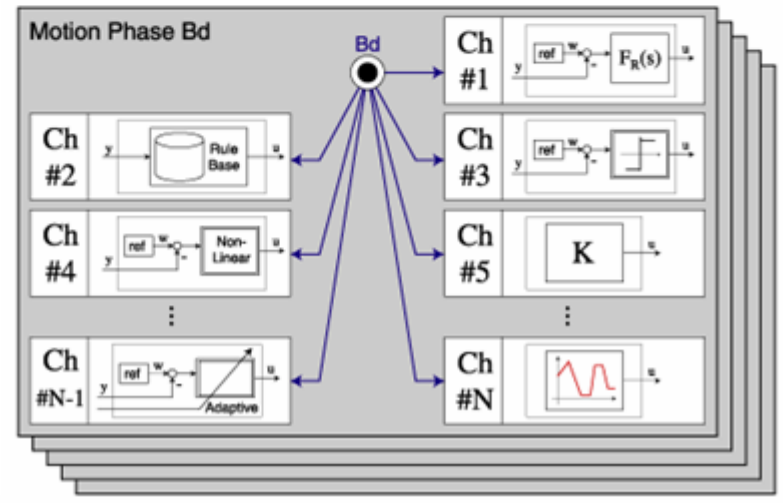 Motion Phase Bd
Bd
Ch
#1
ref
w
-
y
F_R(s)
u
Ch
#2
y
Rule
Base
u
Ch
#3
ref
w
-
y
u
Ch
#4
ref
w
-
y
Non-
Linear
u
Ch
#5
K
u
⋮
⋮
Ch
#N-1
ref
w
-
y
Adaptive
u
Ch
#N
u